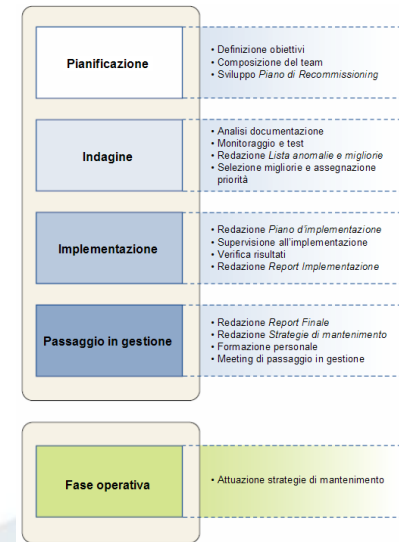 Pianificazione
• Definizione obiettivi
• Composizione del team
• Sviluppo Piano di Recommissioning
Indagine
• Analisi documentazione
• Monitoraggio e test
• Redazione Lista anomalie e migliorie
• Selezione migliorie e assegnazione
priorità
Implementazione
• Redazione Piano d'implementazione
• Supervisione all'implementazione
• Verifica risultati
• Redazione Report Implementazione
Passaggio in gestione
• Redazione Report Finale
• Redazione Strategie di mantenimento
• Formazione personale
• Meeting di passaggio in gestione
Fase operativa
• Attuazione strategie di mantenimento